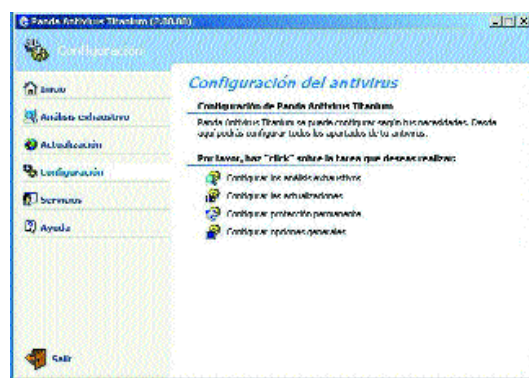 Panda Antivirus Titanium (2.00.00)
Configuración
Inicio
Análisis exhaustivo
Actualización
Configuración
Servicios
Ayuda
Salir
Configuración del antivirus
Configuración de Panda Antivirus Titanium
Panda Antivirus Titanium se puede configurar según tus necesidades. Desde
aquí podrás configurar todos los apartados de tu antivirus.
Por favor, haz "click" sobre la tarea que deseas realizar:
Configurar los análisis exhaustivos
Configurar las actualizaciones
Configurar protección permanente
Configurar opciones generales